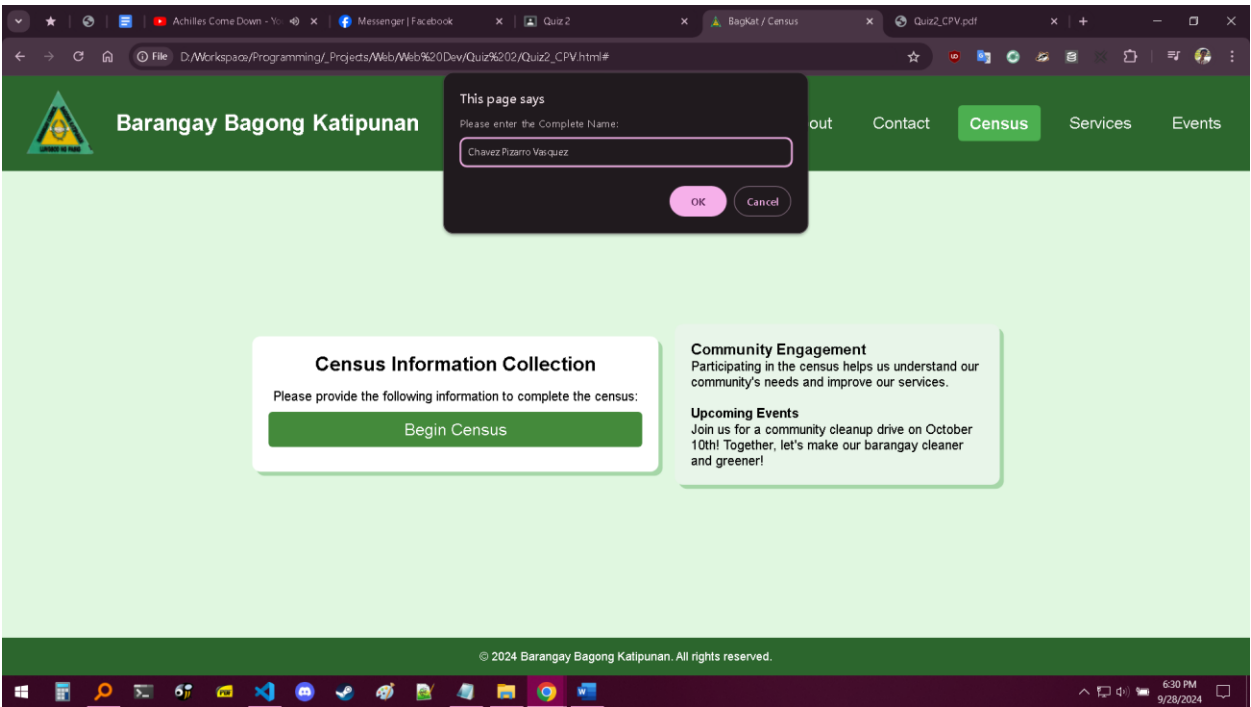 Achilles Come Down - Yo
Messenger | Facebook
Quiz 2
BagKat / Census
Quiz2_CPV.pdf
File
D:/Workspace/Programming/_Projects/Web/Web%20Dev/Quiz%202/Quiz2_CPV.html#
Barangay Bagong Katipunan
out
Contact
Census
Services
Events
This page says
Please enter the Complete Name:
Chavez Pizarro Vasquez
OK
Cancel
Census Information Collection
Please provide the following information to complete the census:
Begin Census
Community Engagement
Participating in the census helps us understand our
community's needs and improve our services.
Upcoming Events
Join us for a community cleanup drive on October
10th! Together, let's make our barangay cleaner
and greener!
© 2024 Barangay Bagong Katipunan. All rights reserved.
6:30 PM
9/28/2024